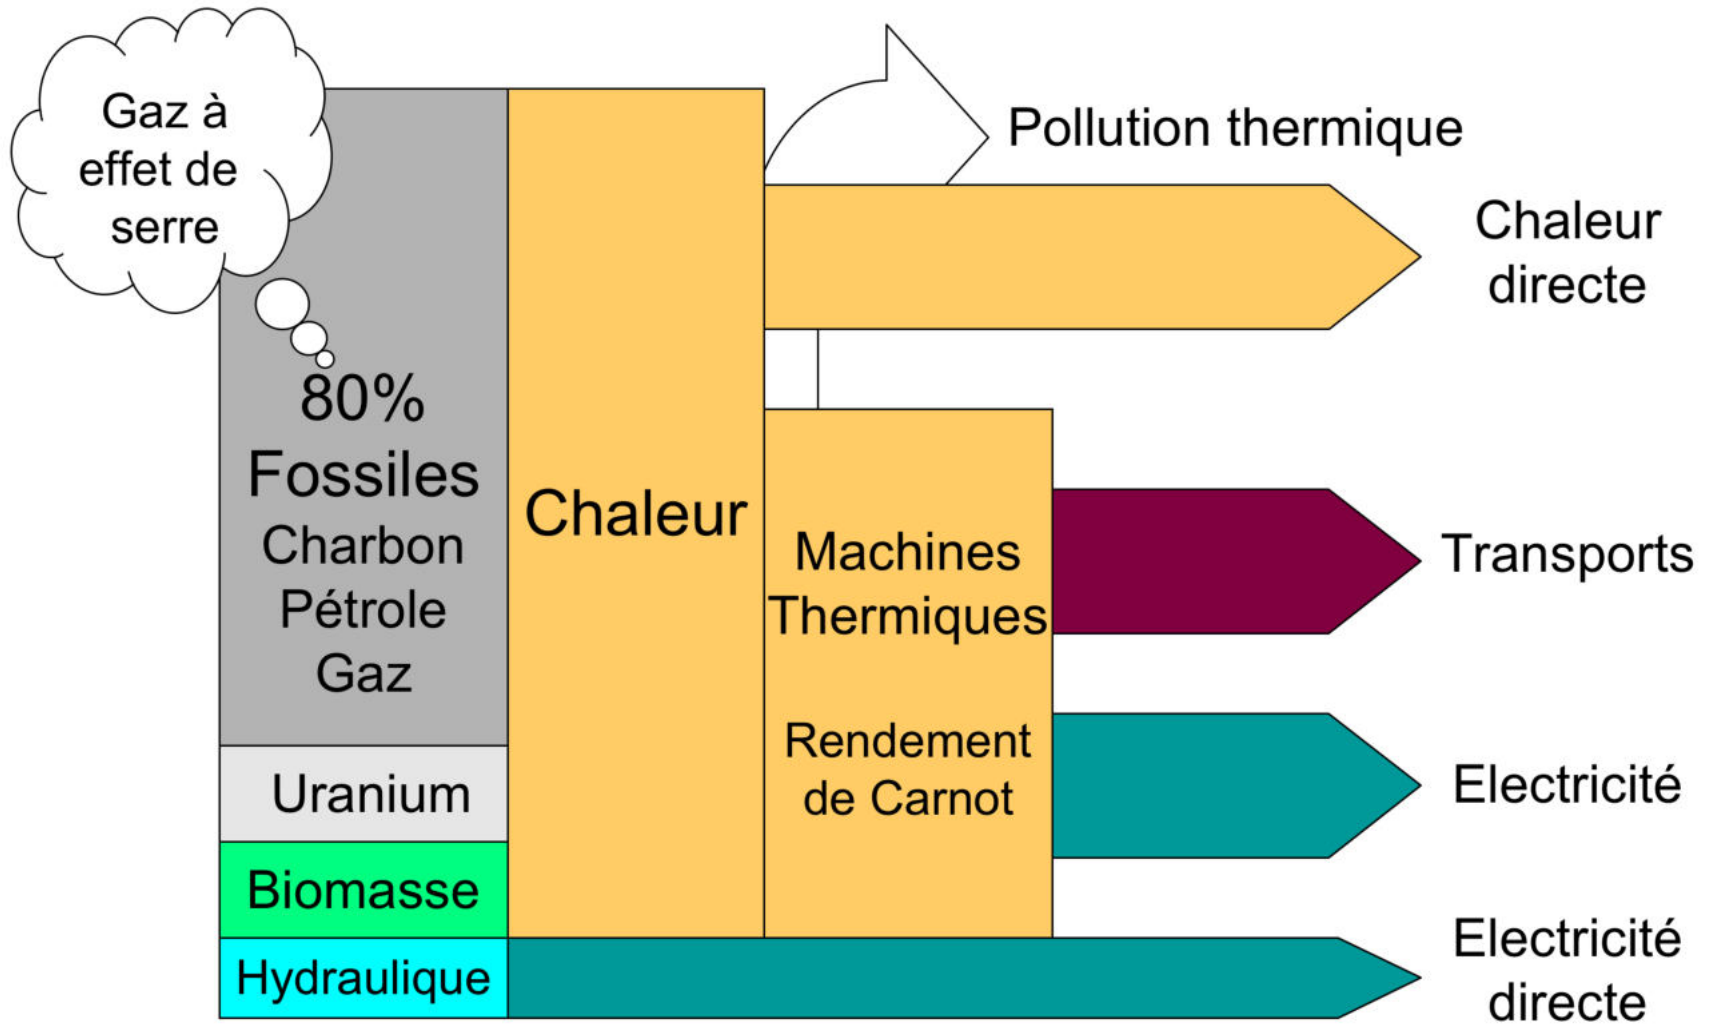 Gaz à
effet de
serre
80%
Fossiles
Charbon
Pétrole
Gaz
Uranium
Biomasse
Hydraulique
Chaleur
Machines
Thermiques
Rendement
de Carnot
Pollution thermique
Chaleur
directe
Transports
Electricité
Electricité
directe